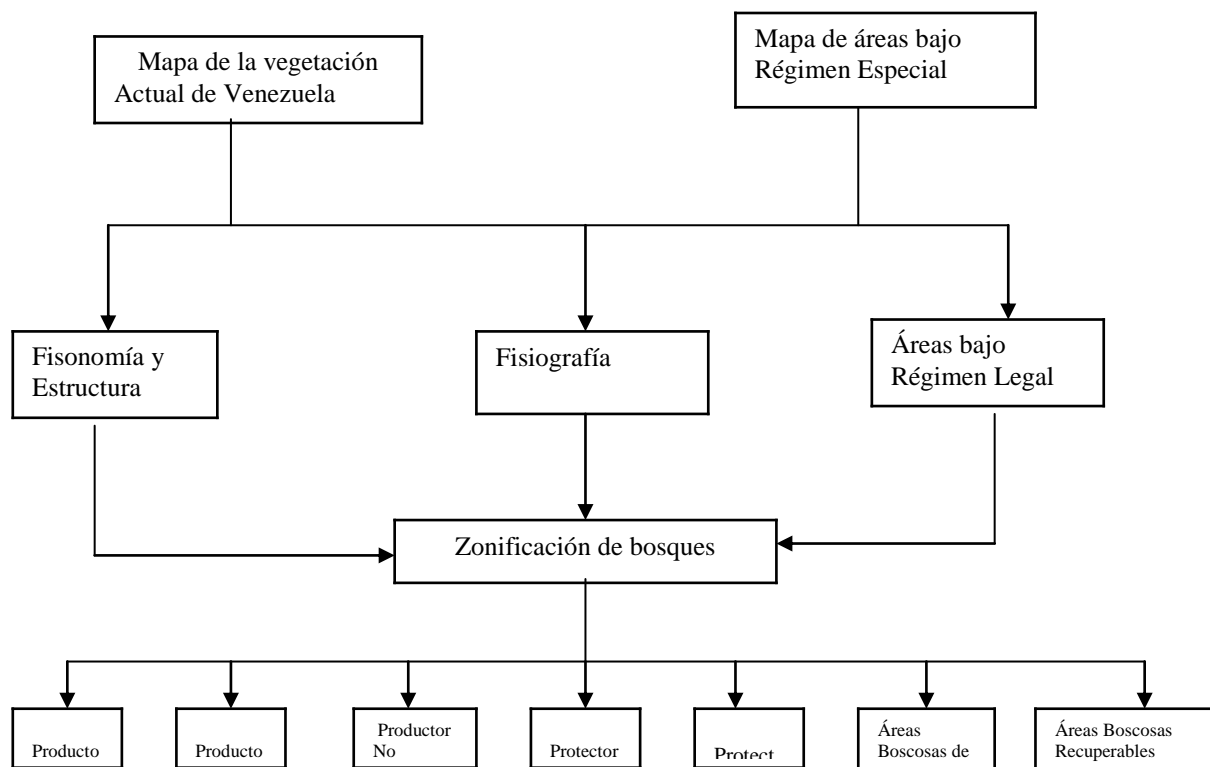 Mapa de la vegetación
Actual de Venezuela
Mapa de áreas bajo
Régimen Especial
Fisonomía y
Estructura
Fisiografía
Áreas bajo
Régimen Legal
Zonificación de bosques
Producto
Producto
Productor
No
Protector
Protect
Áreas
Boscosas de
Áreas Boscosas
Recuperables